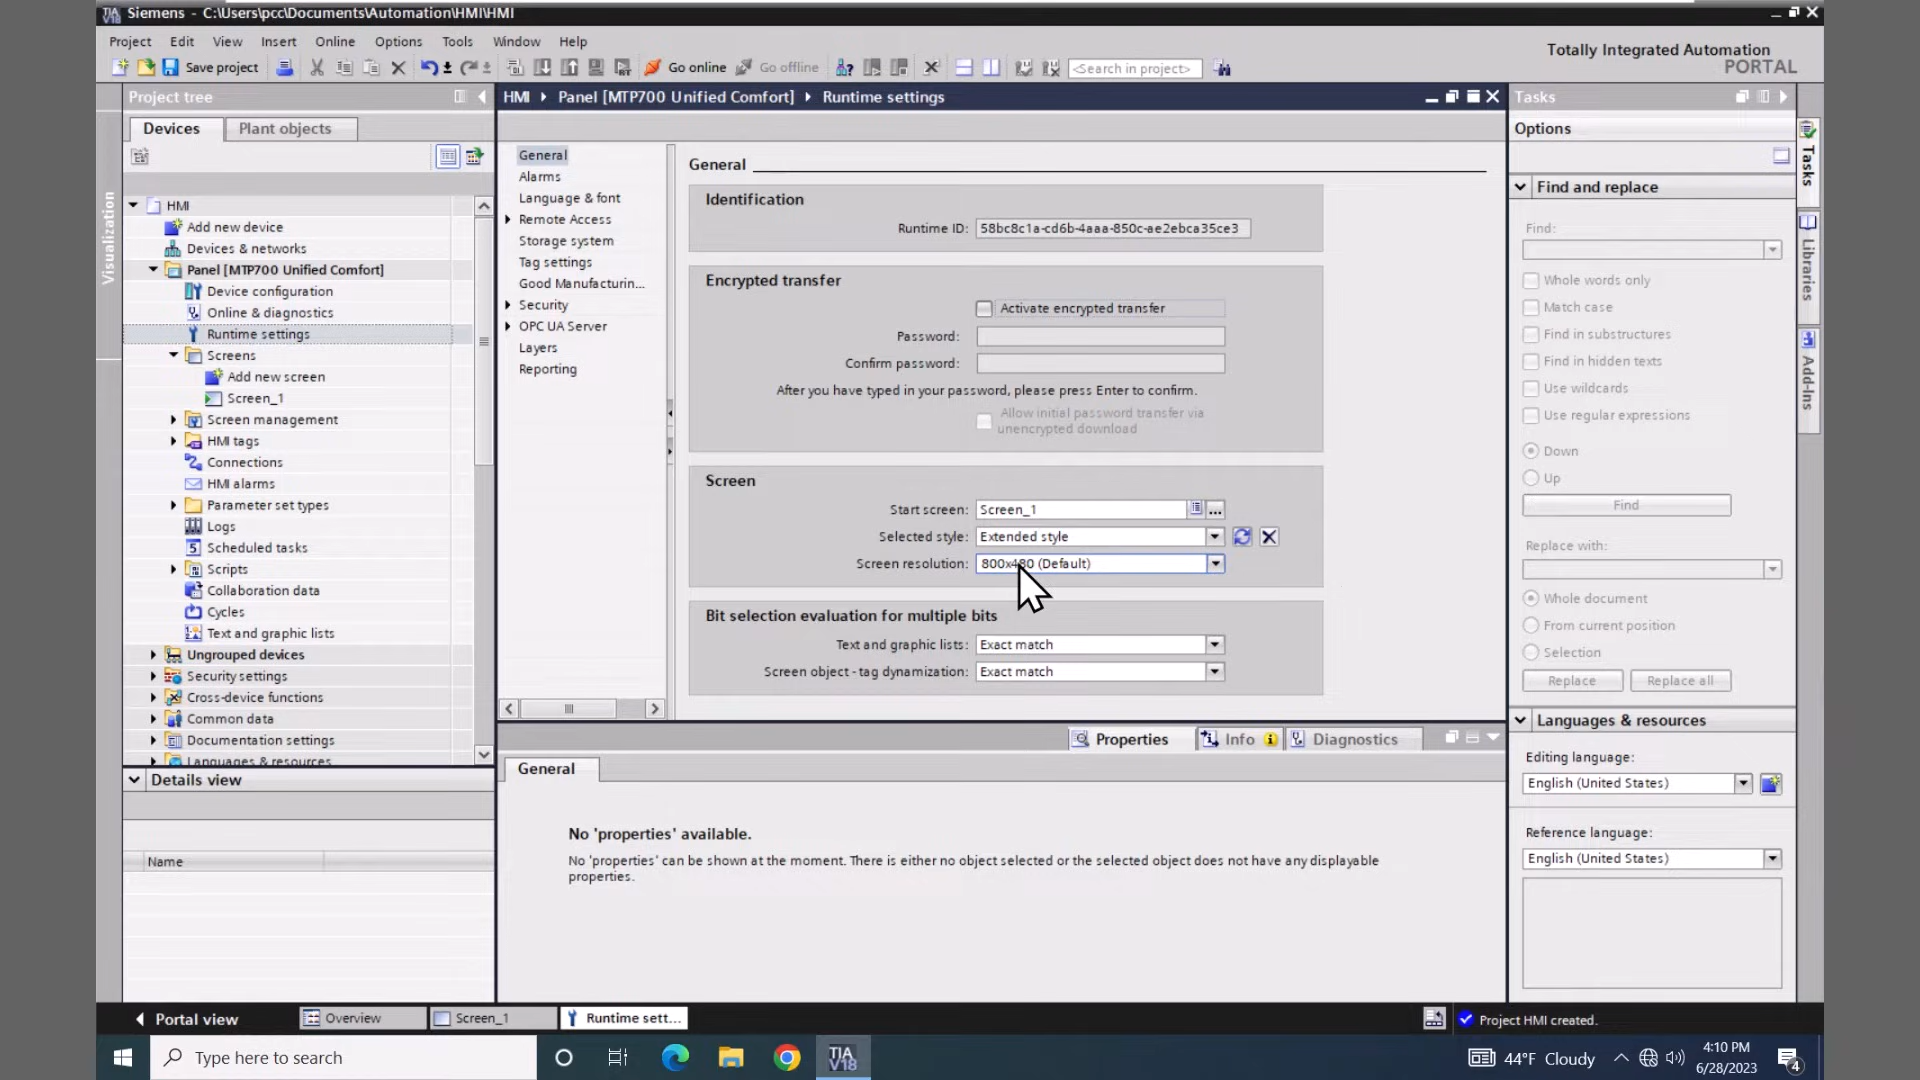 Siemens - C:\Users\pcc\Documents\Automation\HMI\HMI
Project Edit View Insert Online Options Tools Window Help
Totally Integrated Automation
PORTAL
Save project
Go online
Go offline
<Search in project>
Project tree
Devices
Plant objects
Visualization
HMI
Add new device
Devices & networks
Panel [MTP700 Unified Comfort]
Device configuration
Online & diagnostics
Runtime settings
Screens
Add new screen
Screen_1
Screen management
HMI tags
Connections
HMI alarms
Parameter set types
Logs
Scheduled tasks
Scripts
Collaboration data
Cycles
Text and graphic lists
Ungrouped devices
Security settings
Cross-device functions
Common data
Documentation settings
Languages & resources
Details view
Name
HMI Panel [MTP700 Unified Comfort] Runtime settings
General
Alarms
Language & font
Remote Access
Storage system
Tag settings
Good Manufacturin...
Security
OPC UA Server
Layers
Reporting
General
Identification
Runtime ID: 58bc8c1a-cd6b-4aaa-850c-ae2ebca35ce3
Encrypted transfer
Activate encrypted transfer
Password:
Confirm password:
After you have typed in your password, please press Enter to confirm.
Allow initial password transfer via
unencrypted download
Screen
Start screen: Screen_1
...
Selected style: Extended style
Screen resolution: 800x480 (Default)
Bit selection evaluation for multiple bits
Text and graphic lists: Exact match
Screen object - tag dynamization: Exact match
Properties
Info
Diagnostics
General
No 'properties' available.
No 'properties' can be shown at the moment. There is either no object selected or the selected object does not have any displayable
properties.
Tasks
Options
Find and replace
Find:
Whole words only
Match case
Find in substructures
Find in hidden texts
Use wildcards
Use regular expressions
Down
Up
Find
Replace with:
Whole document
From current position
Selection
Replace
Replace all
Languages & resources
Editing language:
English (United States)
Reference language:
English (United States)
Tasks
Libraries
Add-Ins
Portal view
Overview
Screen_1
Runtime sett...
Project HMI created.
Type here to search
TIA
V18
44°F Cloudy
4:10 PM
6/28/2023
4